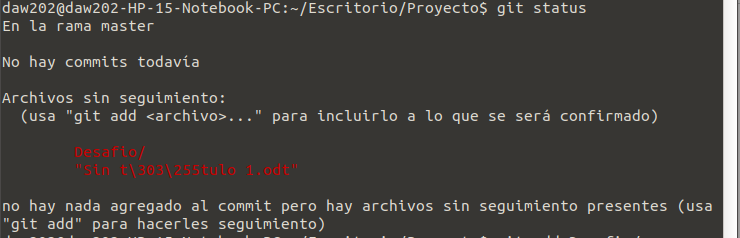 daw202@daw202-HP-15-Notebook-PC:~/Escritorio/Proyecto$ git status
En la rama master
No hay commits todavía
Archivos sin seguimiento:
(usa "git add <archivo>..." para incluirlo a lo que se será confirmado)
Desafio/
"Sin t\303\255tulo 1.odt"
no hay nada agregado al commit pero hay archivos sin seguimiento presentes (usa
"git add" para hacerles seguimiento)